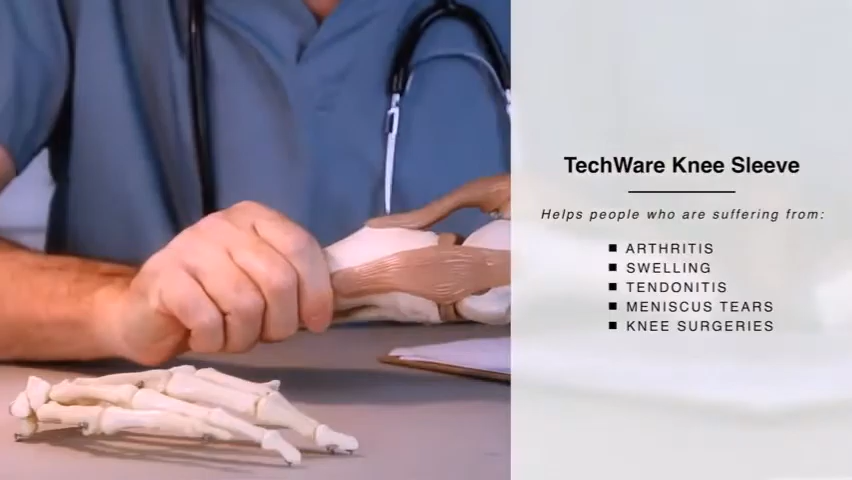 TechWare Knee Sleeve
Helps people who are suffering from:
■ ARTHRITIS
■ SWELLING
■ TENDONITIS
■ MENISCUS TEARS
■ KNEE SURGERIES